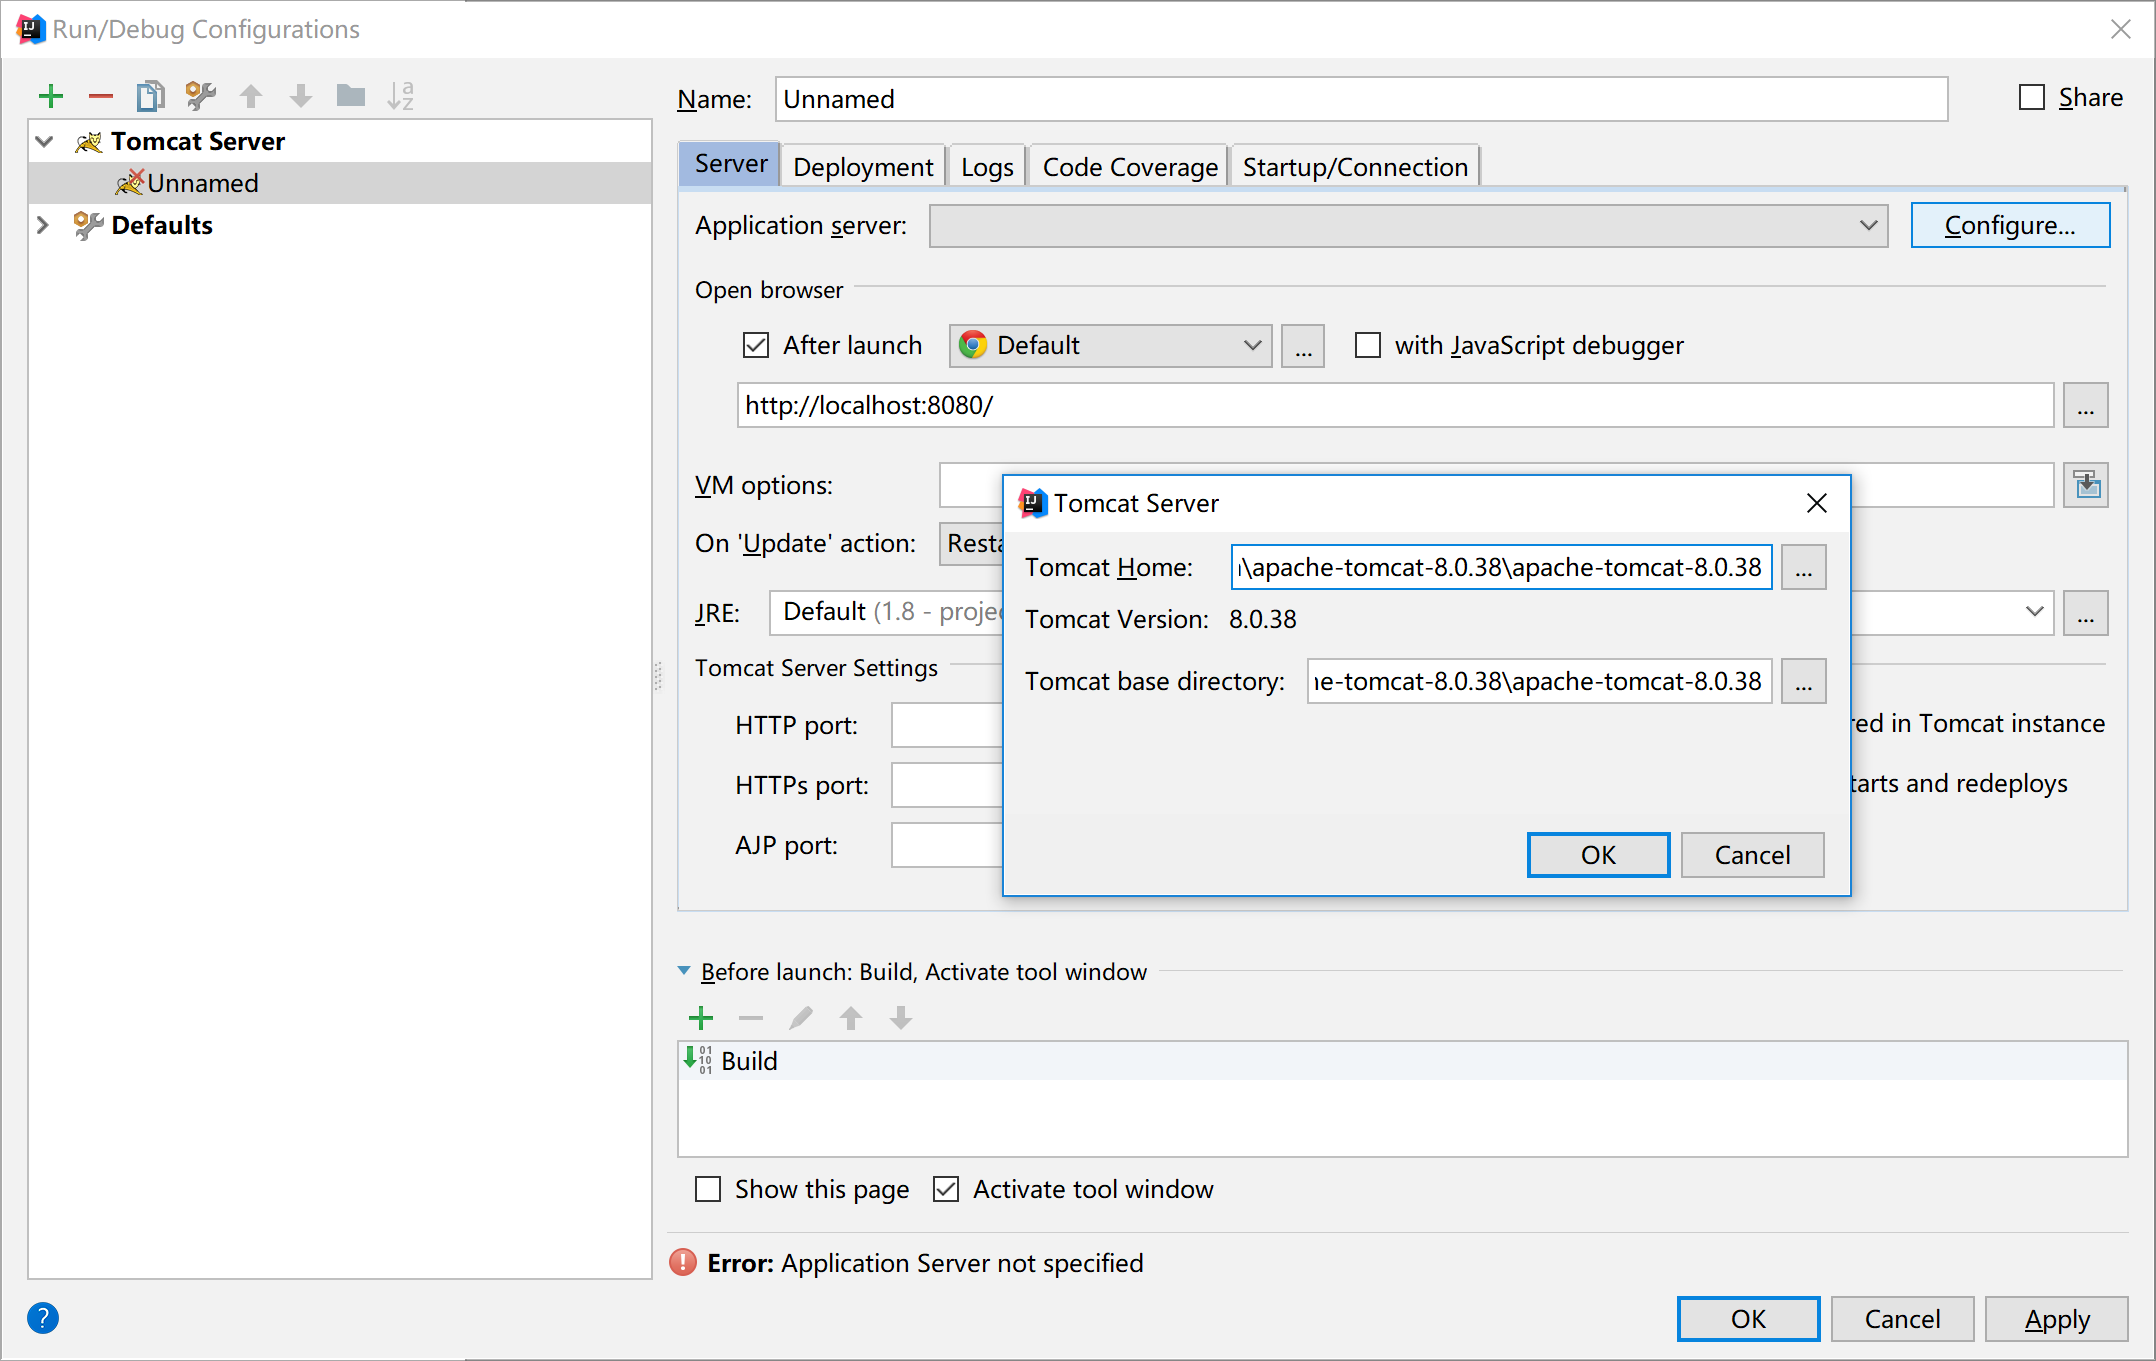 Run/Debug Configurations
Name: Unnamed
Share
Tomcat Server
Unnamed
Defaults
Server
Deployment
Logs
Code Coverage
Startup/Connection
Application server:
Configure...
Open browser
After launch
Default
...
with JavaScript debugger
http://localhost:8080/
...
VM options:
On 'Update' action:
Resta
JRE:
Default (1.8 - projec
...
Tomcat Server Settings
HTTP port:
red in Tomcat instance
HTTPs port:
tarts and redeploys
AJP port:
Tomcat Server
Tomcat Home:
\apache-tomcat-8.0.38\apache-tomcat-8.0.38
...
Tomcat Version: 8.0.38
Tomcat base directory:
he-tomcat-8.0.38\apache-tomcat-8.0.38
...
OK
Cancel
Before launch: Build, Activate tool window
Build
Show this page
Activate tool window
Error: Application Server not specified
?
OK
Cancel
Apply